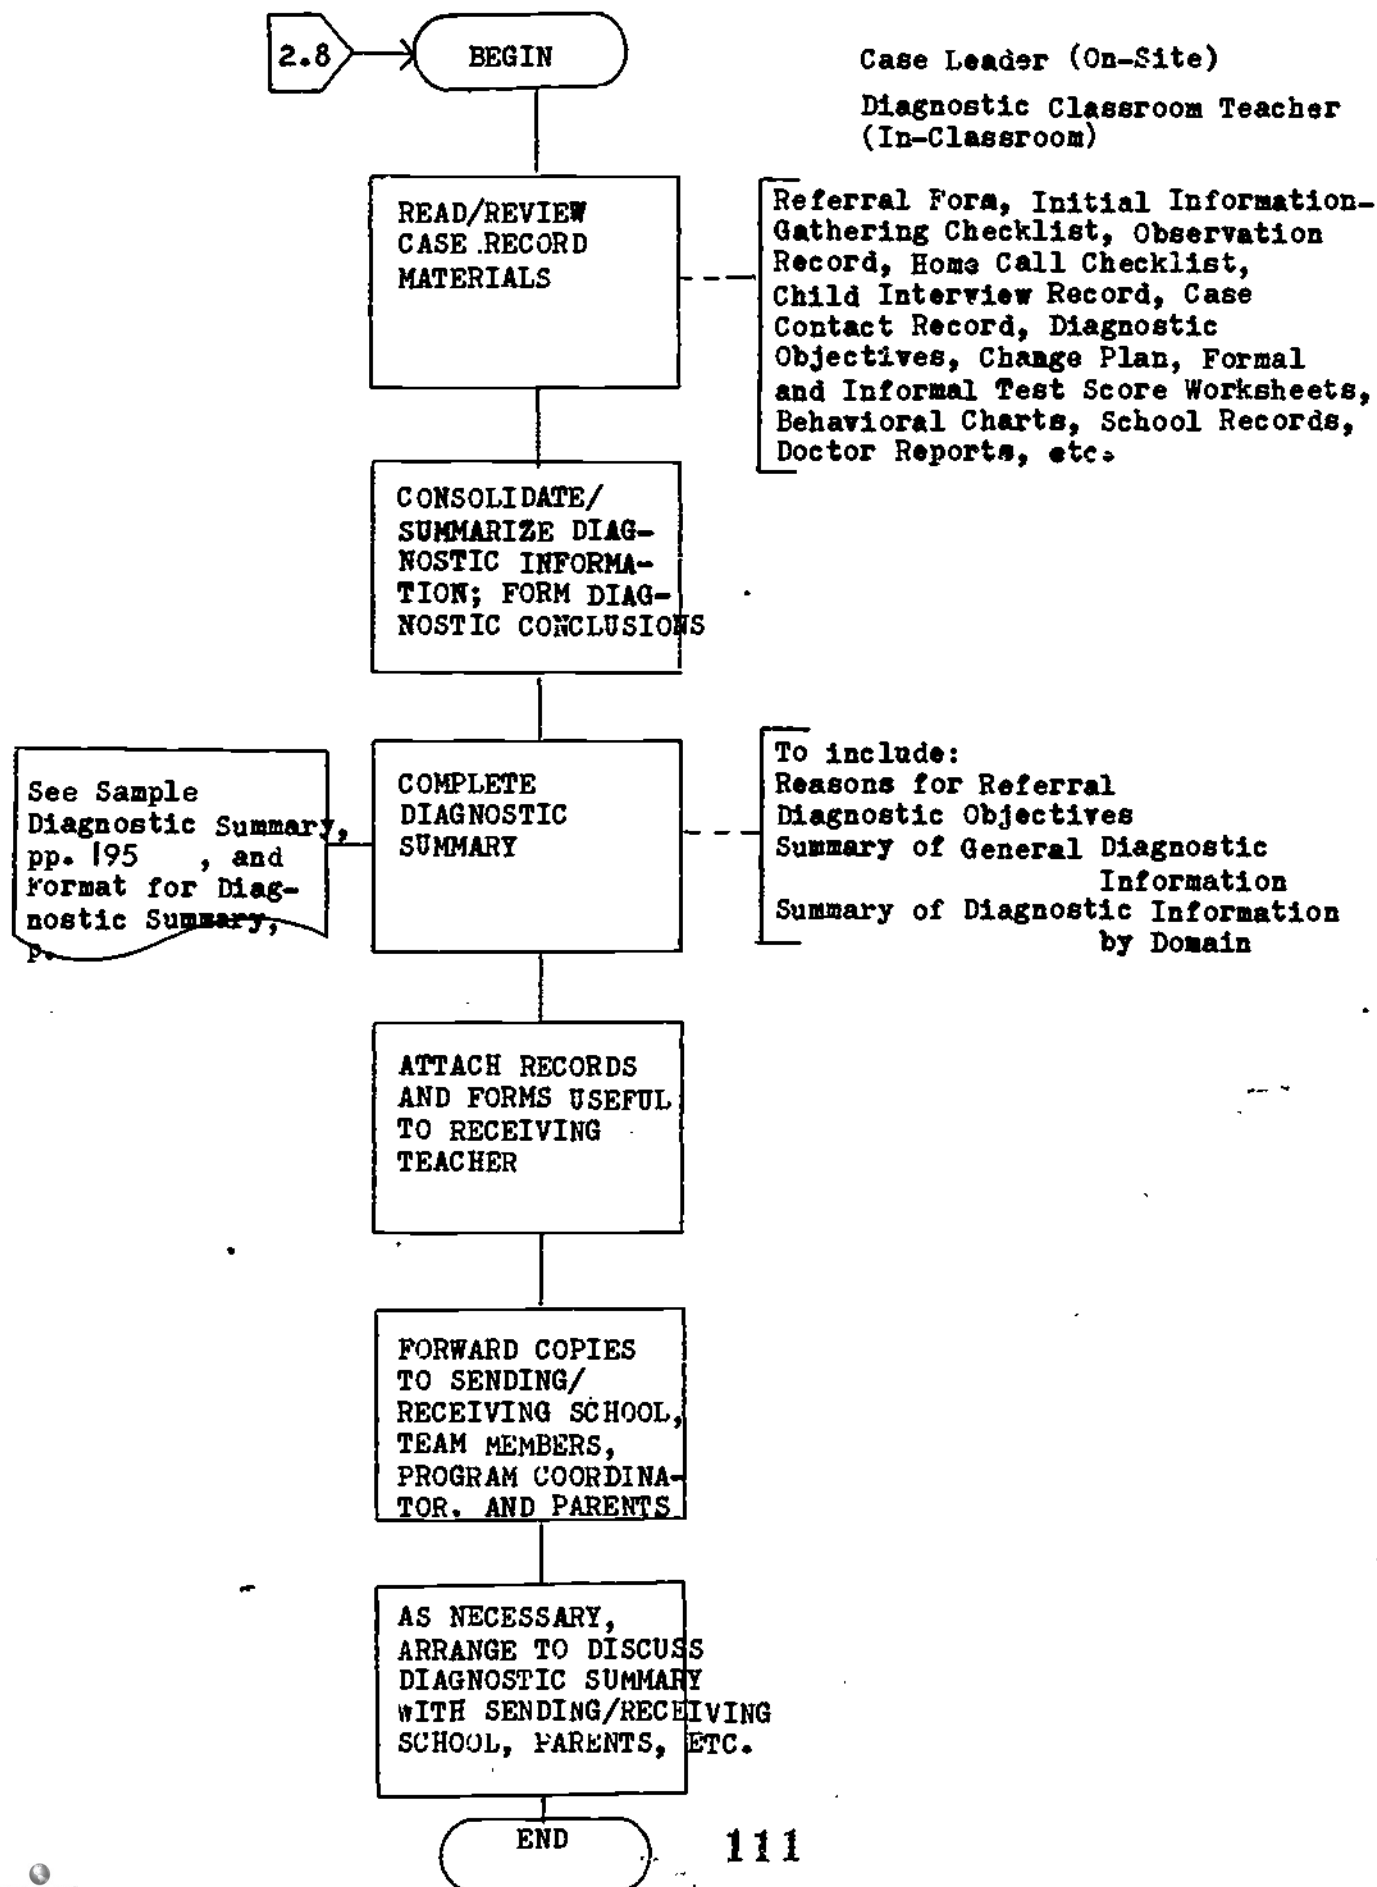 2.8
BEGIN
Case Leader (On-Site)
Diagnostic Classroom Teacher
(In-Classroom)
READ/REVIEW
CASE RECORD
MATERIALS
Referral Form, Initial Information-
Gathering Checklist, Observation
Record, Home Call Checklist,
Child Interview Record, Case
Contact Record, Diagnostic
Objectives, Change Plan, Formal
and Informal Test Score Worksheets,
Behavioral Charts, School Records,
Doctor Reports, etc.
CONSOLIDATE/
SUMMARIZE DIAG-
NOSTIC INFORMA-
TION; FORM DIAG-
NOSTIC CONCLUSIONS
See Sample
Diagnostic Summary,
pp. 195 , and
Format for Diag-
nostic Summary,
p.
COMPLETE
DIAGNOSTIC
SUMMARY
To include:
Reasons for Referral
Diagnostic Objectives
Summary of General Diagnostic
Information
Summary of Diagnostic Information
by Domain
ATTACH RECORDS
AND FORMS USEFUL
TO RECEIVING
TEACHER
FORWARD COPIES
TO SENDING/
RECEIVING SCHOOL,
TEAM MEMBERS,
PROGRAM COORDINA-
TOR. AND PARENTS
AS NECESSARY,
ARRANGE TO DISCUSS
DIAGNOSTIC SUMMARY
WITH SENDING/RECEIVING
SCHOOL, PARENTS, ETC.
END
111